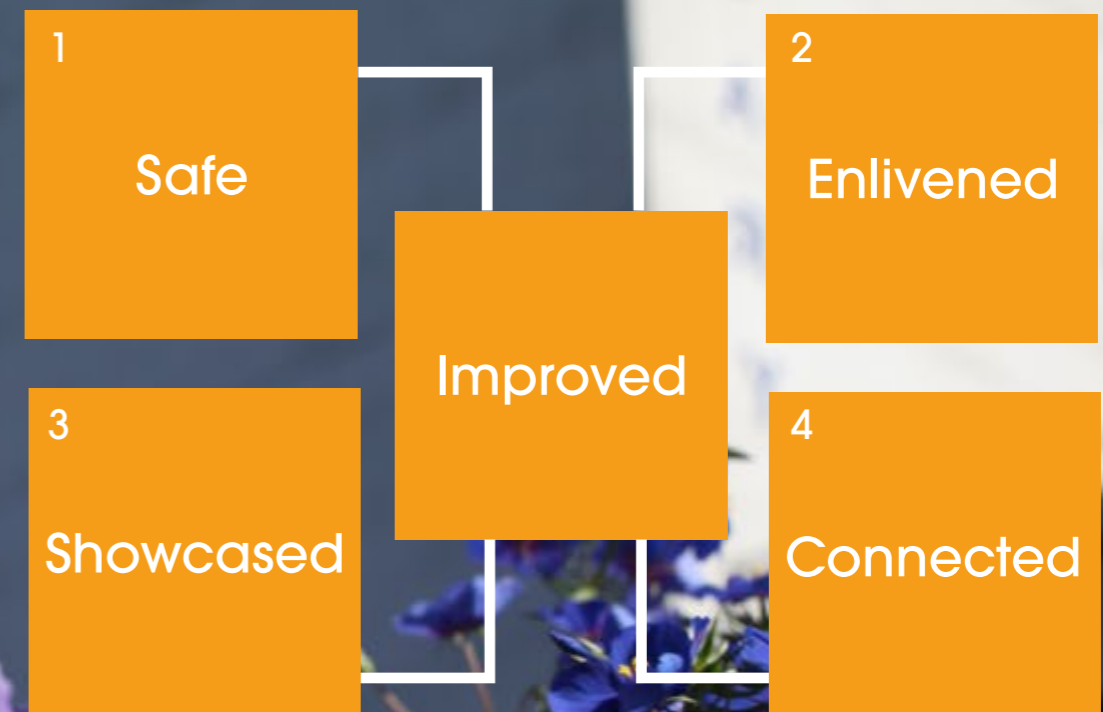 1
Safe
2
Enlivened
Improved
3
Showcased
4
Connected